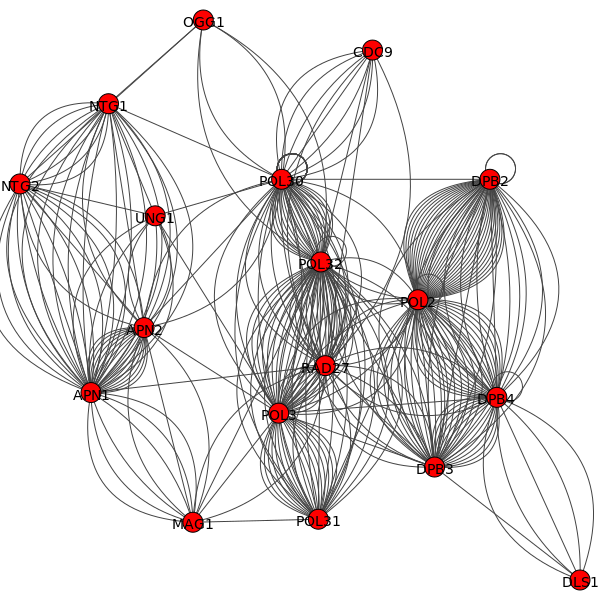 OGG1
CDC9
NTG1
POL30
DPB2
NTG2
UNG1
POL32
POL2
APN2
RAD27
APN1
DPB4
POL3
DPB3
MAG1
POL31
DLS1